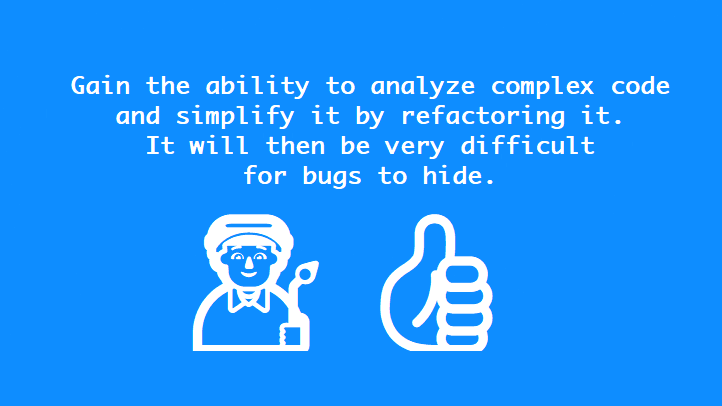 Gain the ability to analyze complex code
and simplify it by refactoring it.
It will then be very difficult
for bugs to hide.